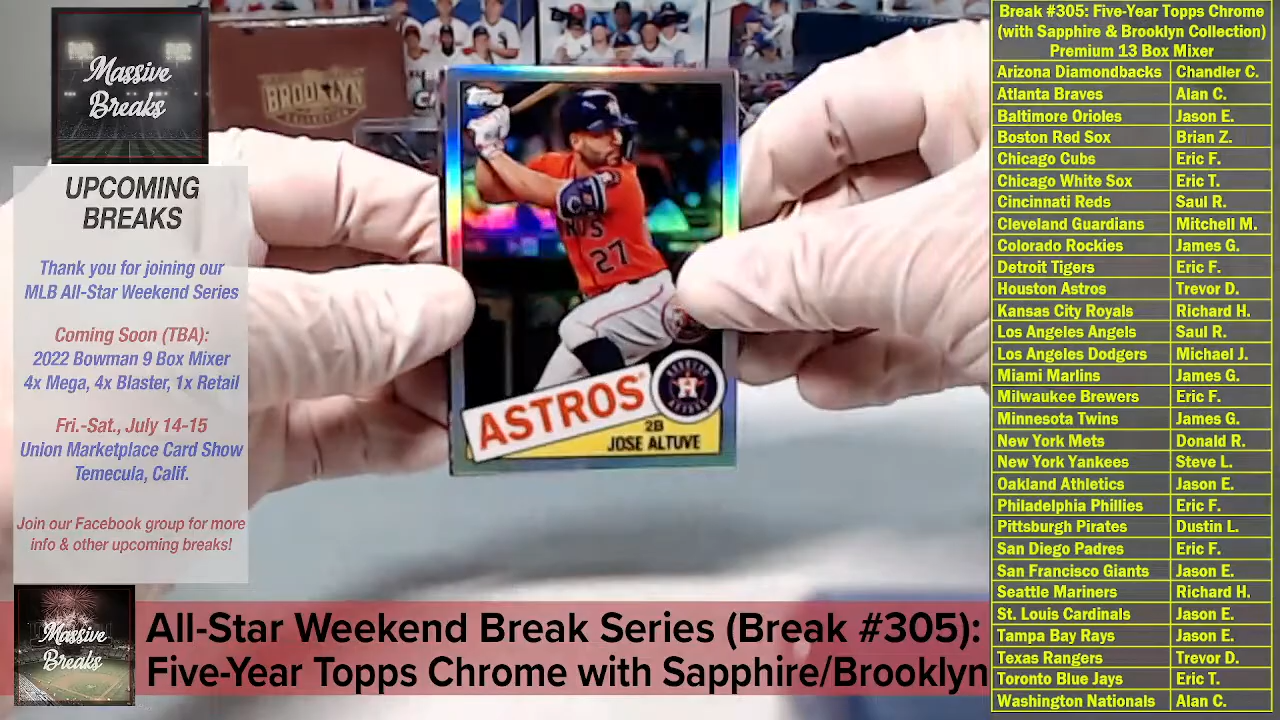 Massive
Breaks
UPCOMING
BREAKS
Thank you for joining our
MLB All-Star Weekend Series
Coming Soon (TBA):
2022 Bowman 9 Box Mixer
4x Mega, 4x Blaster, 1x Retail
Fri.-Sat., July 14-15
Union Marketplace Card Show
Temecula, Calif.
Join our Facebook group for more
info & other upcoming breaks!
BROOKLYN
Topps
27
ASTROS
H
2B
JOSE ALTUVE
Massive
Breaks
All-Star Weekend Break Series (Break #305):
Five-Year Topps Chrome with Sapphire/Brooklyn
Break #305: Five-Year Topps Chrome
(with Sapphire & Brooklyn Collection)
Premium 13 Box Mixer
Arizona Diamondbacks Chandler C.
Atlanta Braves Alan C.
Baltimore Orioles Jason E.
Boston Red Sox Brian Z.
Chicago Cubs Eric F.
Chicago White Sox Eric T.
Cincinnati Reds Saul R.
Cleveland Guardians Mitchell M.
Colorado Rockies James G.
Detroit Tigers Eric F.
Houston Astros Trevor D.
Kansas City Royals Richard H.
Los Angeles Angels Saul R.
Los Angeles Dodgers Michael J.
Miami Marlins James G.
Milwaukee Brewers Eric F.
Minnesota Twins James G.
New York Mets Donald R.
New York Yankees Steve L.
Oakland Athletics Jason E.
Philadelphia Phillies Eric F.
Pittsburgh Pirates Dustin L.
San Diego Padres Eric F.
San Francisco Giants Jason E.
Seattle Mariners Richard H.
St. Louis Cardinals Jason E.
Tampa Bay Rays Jason E.
Texas Rangers Trevor D.
Toronto Blue Jays Eric T.
Washington Nationals Alan C.